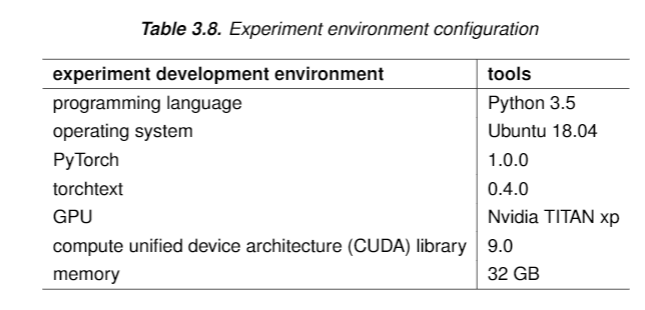 Table 3.8. Experiment environment configuration
experiment development environment tools
programming language Python 3.5
operating system Ubuntu 18.04
PyTorch 1.0.0
torchtext 0.4.0
GPU Nvidia TITAN xp
compute unified device architecture (CUDA) library 9.0
memory 32 GB